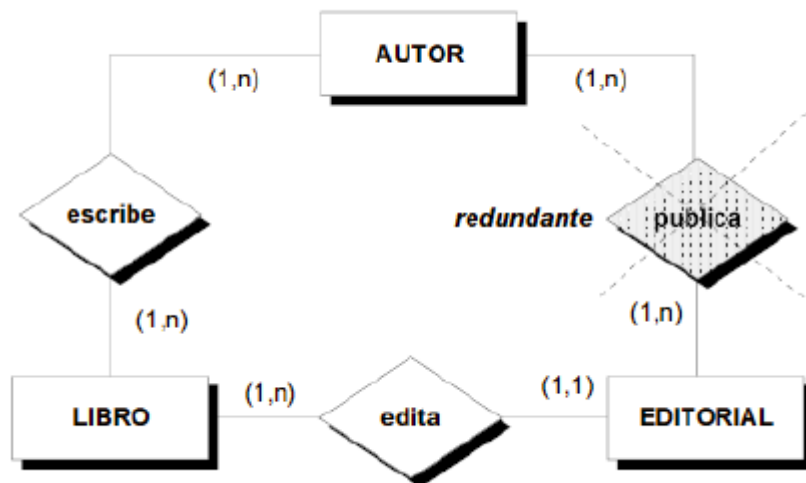 AUTOR
(1,n)
(1,n)
escribe
redundante
publica
(1,n)
(1,n)
LIBRO
(1,n)
edita
(1,1)
EDITORIAL